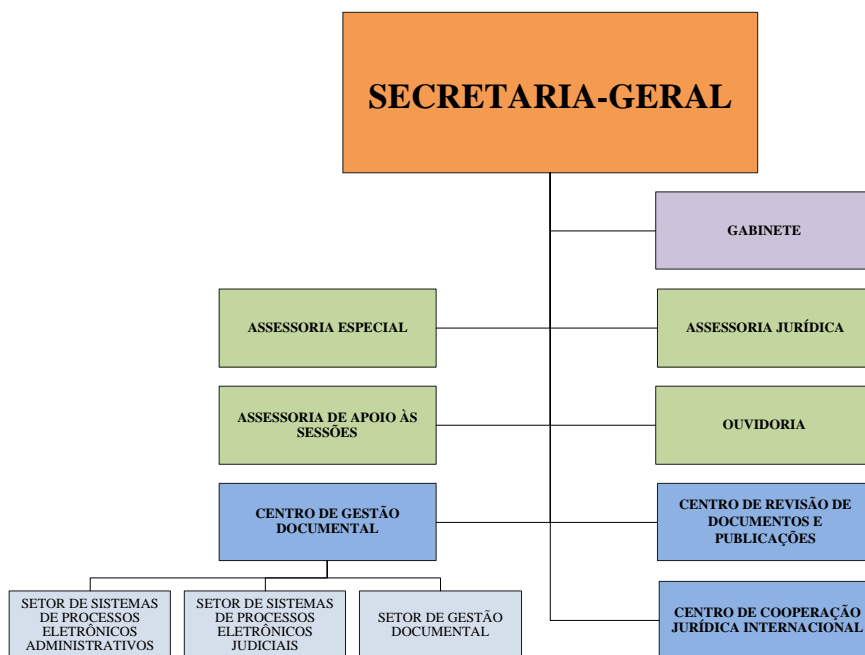 SECRETARIA-GERAL
GABINETE
ASSESSORIA ESPECIAL
ASSESSORIA JURÍDICA
ASSESSORIA DE APOIO ÀS
SESSÕES
OUVIDORIA
CENTRO DE GESTÃO
DOCUMENTAL
CENTRO DE REVISÃO DE
DOCUMENTOS E
PUBLICAÇÕES
SETOR DE SISTEMAS
DE PROCESSOS
ELETRÔNICOS
ADMINISTRATIVOS
SETOR DE SISTEMAS
DE PROCESSOS
ELETRÔNICOS
JUDICIAIS
SETOR DE GESTÃO
DOCUMENTAL
CENTRO DE COOPERAÇÃO
JURÍDICA INTERNACIONAL